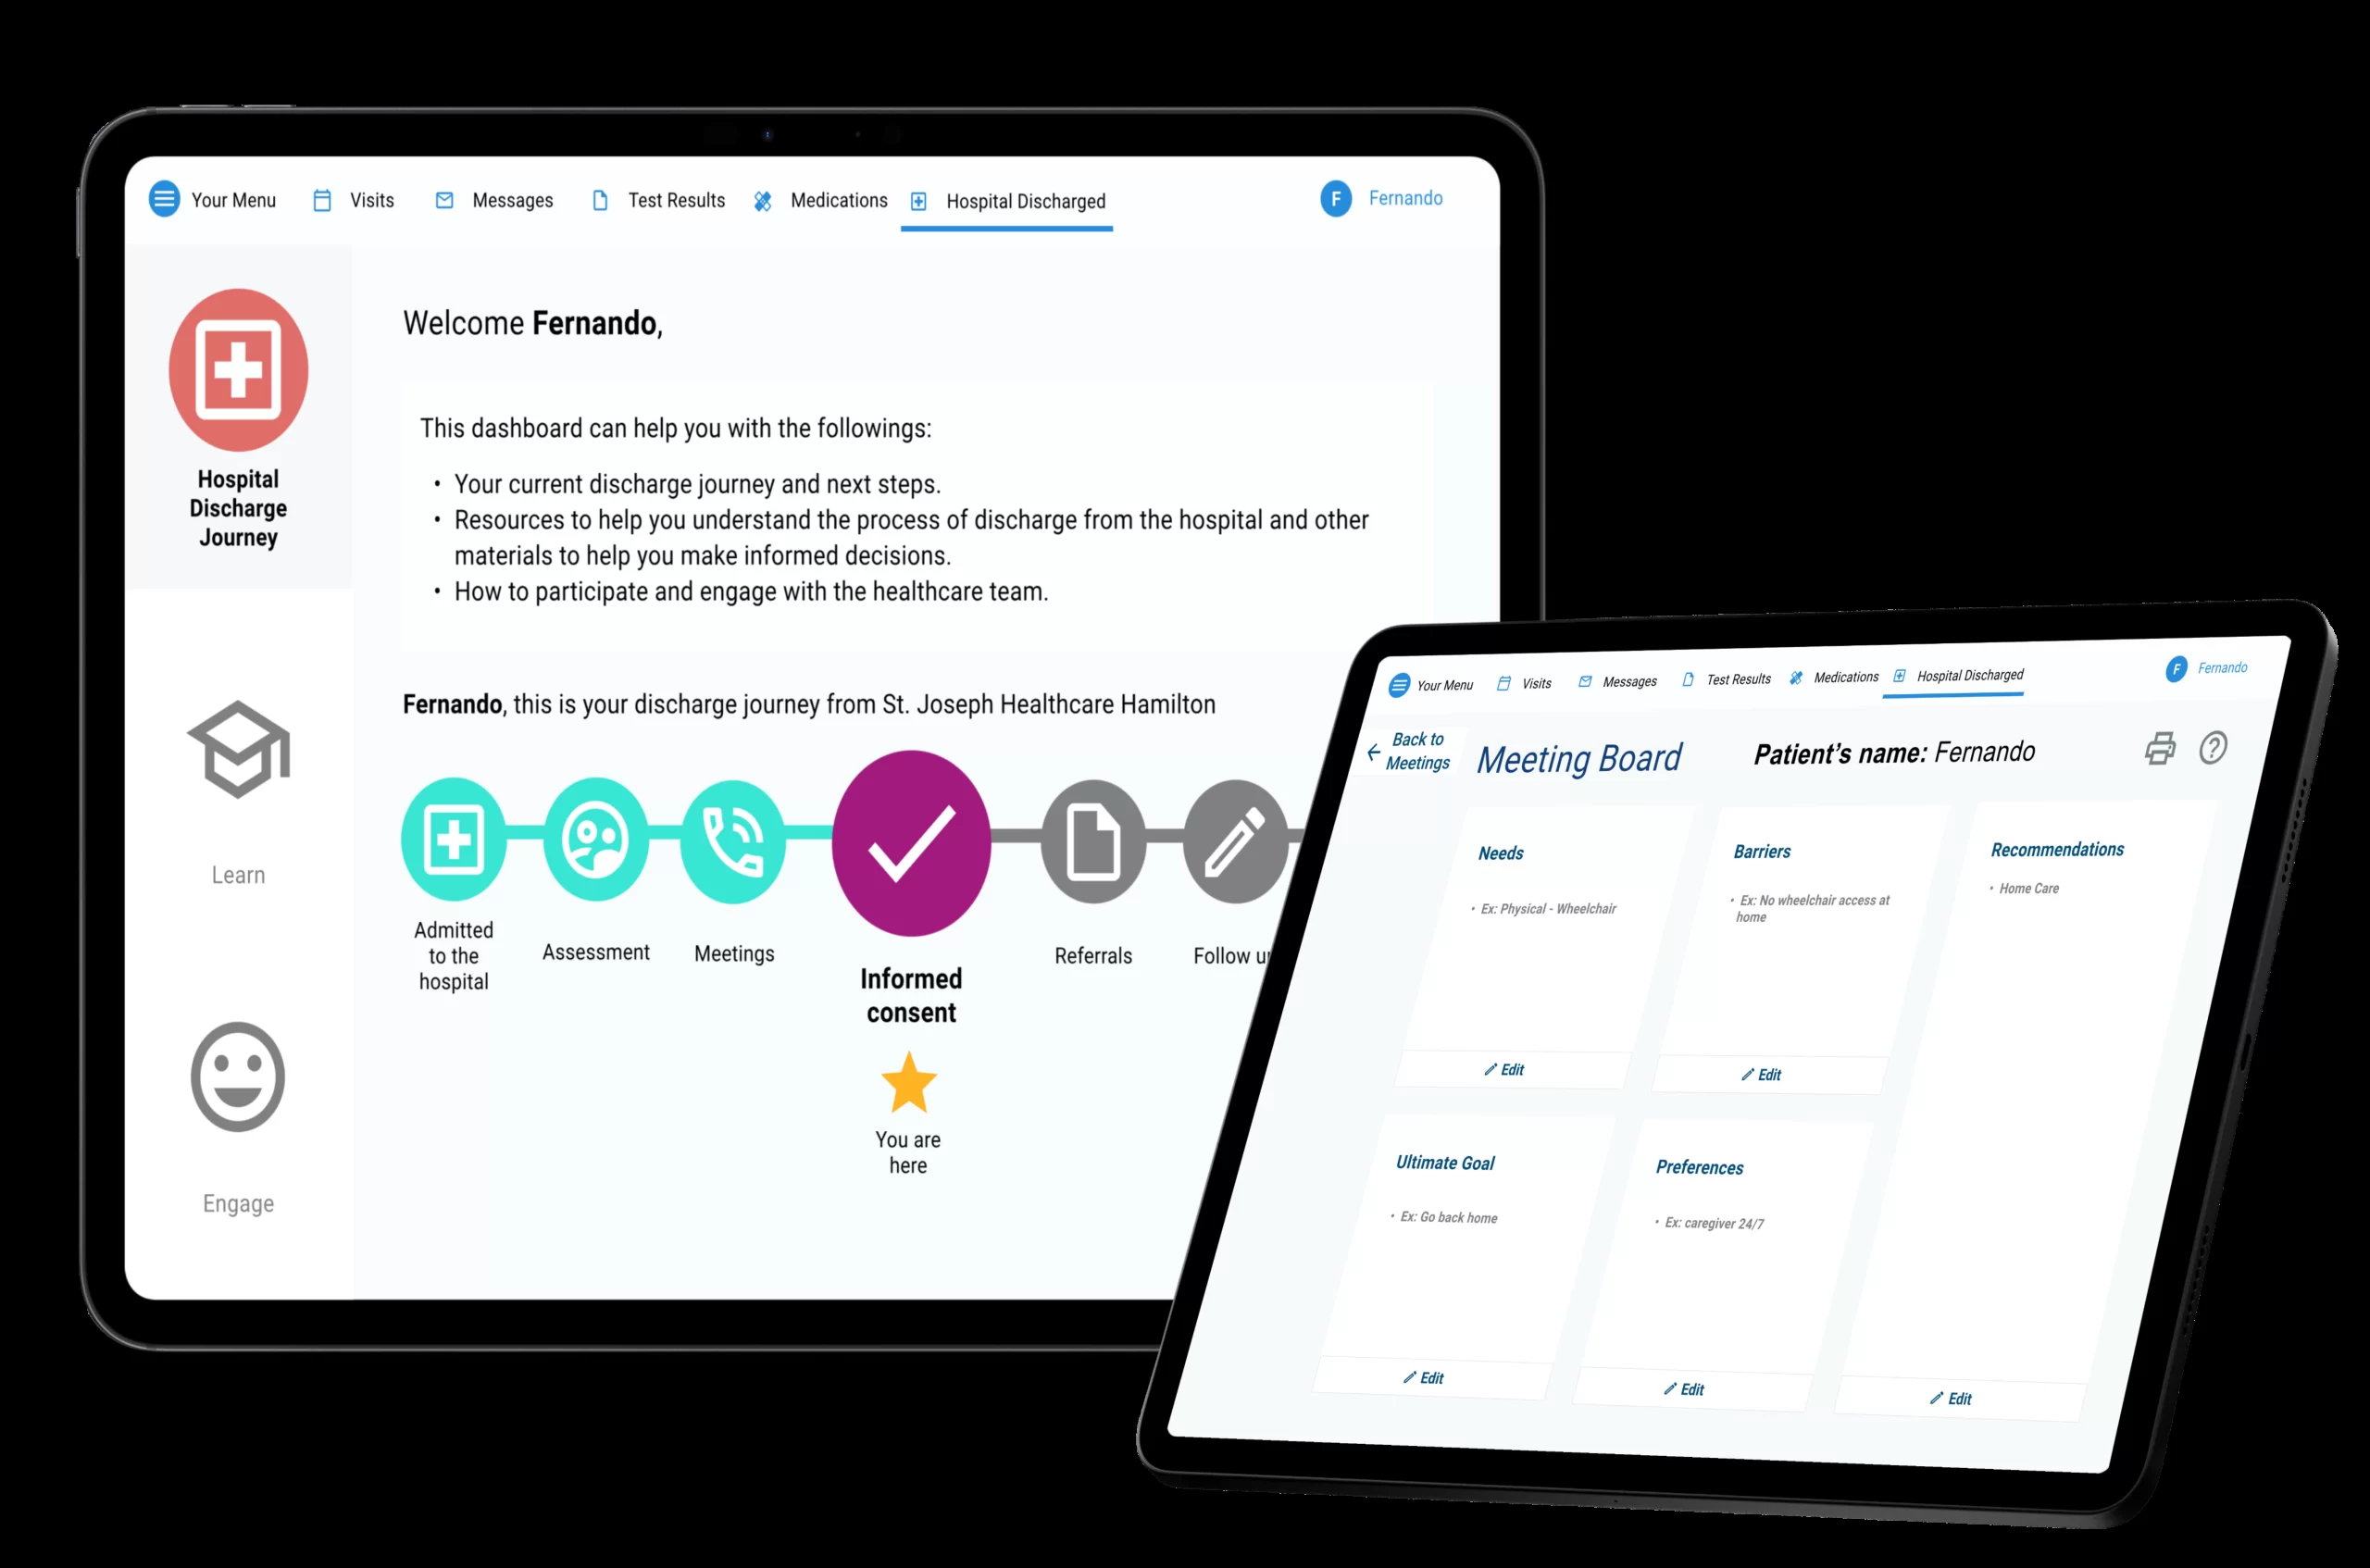 Your Menu Visits Messages Test Results Medications Hospital Discharged F Fernando
Hospital
Discharge
Journey
Learn
Engage
Welcome Fernando,
This dashboard can help you with the followings:
• Your current discharge journey and next steps.
• Resources to help you understand the process of discharge from the hospital and other
materials to help you make informed decisions.
• How to participate and engage with the healthcare team.
Fernando, this is your discharge journey from St. Joseph Healthcare Hamilton
Admitted
to the
hospital
Assessment
Meetings
Informed
consent
You are
here
Referrals
Follow u
Your Menu Visits Messages Test Results Medications Hospital Discharged F Fernando
Back to
Meetings
Meeting Board
Patient's name: Fernando
Needs
• Ex: Physical - Wheelchair
Edit
Barriers
• Ex: No wheelchair access at
home
Edit
Recommendations
• Home Care
Ultimate Goal
• Ex: Go back home
Edit
Preferences
• Ex: caregiver 24/7
Edit
Edit